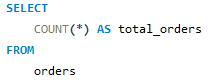 SELECT
COUNT(*) AS total_orders
FROM
orders